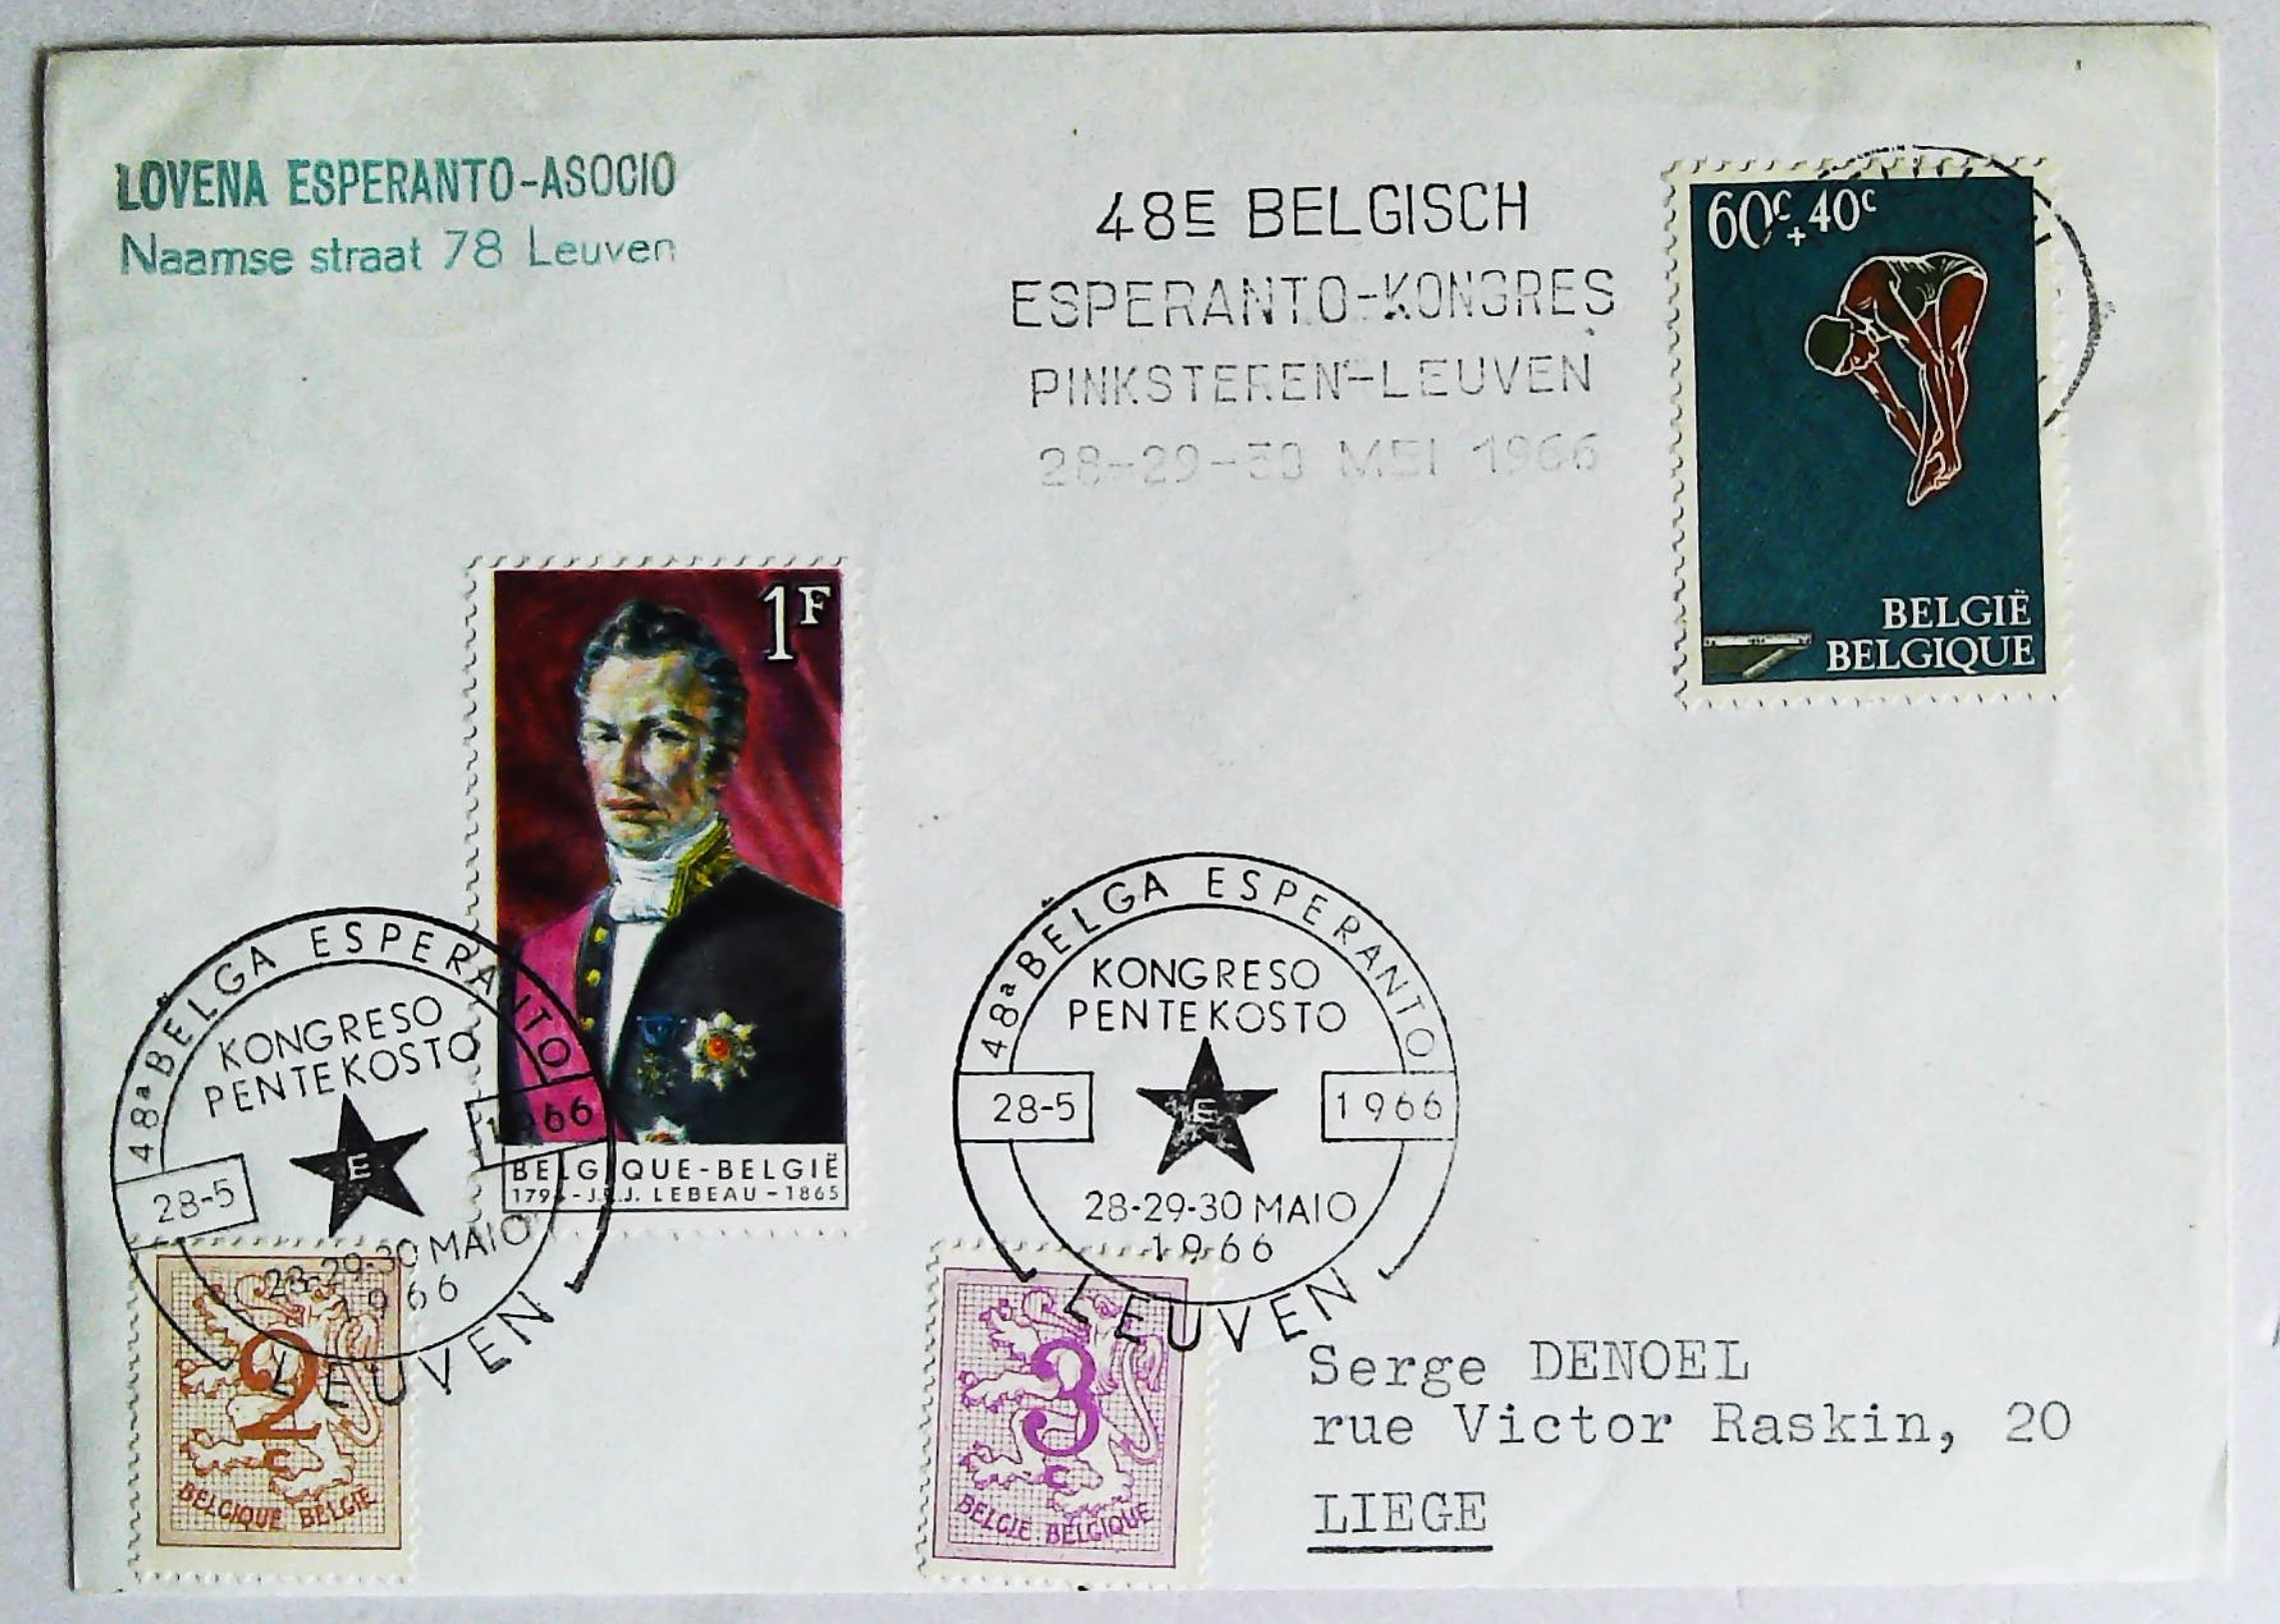 LOVENA ESPERANTO-ASOCIO
Naamse straat 78 Leuven
48E BELGISCH
ESPERANTO-KONGRES
PINKSTEREN-LEUVEN
28-29-30 MEI 1966
60c+40c
BELGIË
BELGIQUE
1F
BELGIQUE-BELGIË
J. LEBEAU-1865
48a BELGA ESPERANTO
KONGRESO
PENTEKOSTO
28-5
1966
E
28-29-30 MAIO
1966
LEUVEN
2
c
BELGIQUE BELGIË
48a BELGA ESPERANTO
KONGRESO
PENTEKOSTO
28-5
1966
E
28-29-30 MAIO
1966
LEUVEN
3
c
BELGIË BELGIQUE
Serge DENOEL
rue Victor Raskin, 20
LIEGE